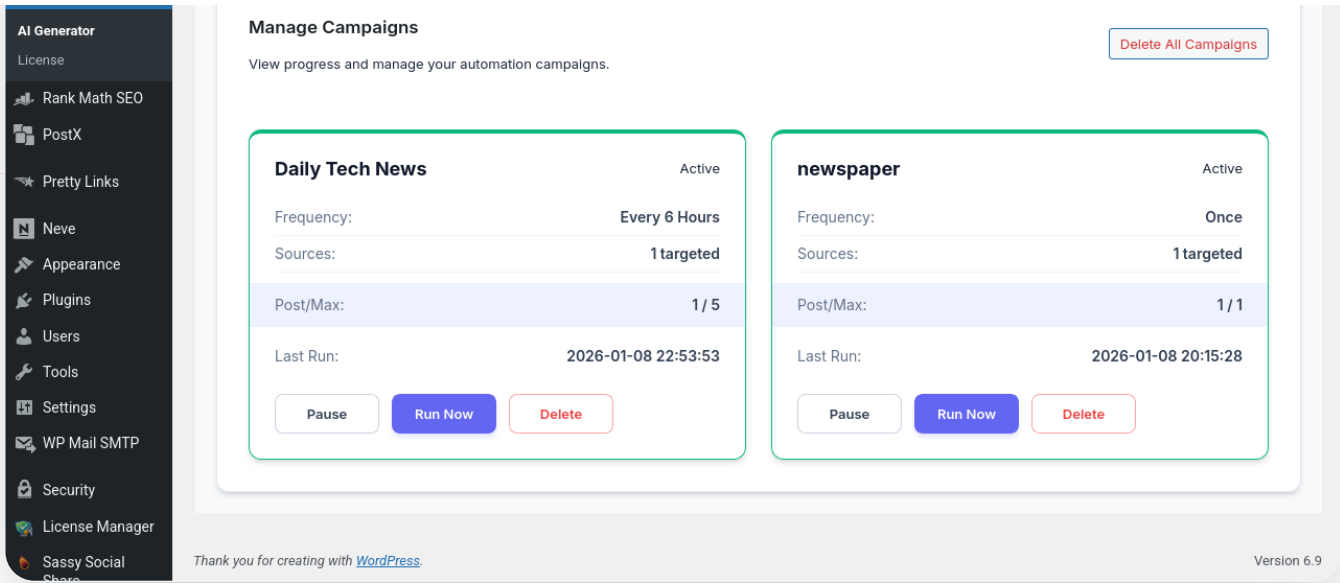 AI Generator
License
Rank Math SEO
PostX
Pretty Links
Neve
Appearance
Plugins
Users
Tools
Settings
WP Mail SMTP
Security
License Manager
Sassy Social
Share
Manage Campaigns
Delete All Campaigns
View progress and manage your automation campaigns.
Daily Tech News Active
Frequency: Every 6 Hours
Sources: 1 targeted
Post/Max: 1 / 5
Last Run: 2026-01-08 22:53:53
Pause Run Now Delete
newspaper Active
Frequency: Once
Sources: 1 targeted
Post/Max: 1 / 1
Last Run: 2026-01-08 20:15:28
Pause Run Now Delete
Thank you for creating with WordPress. Version 6.9